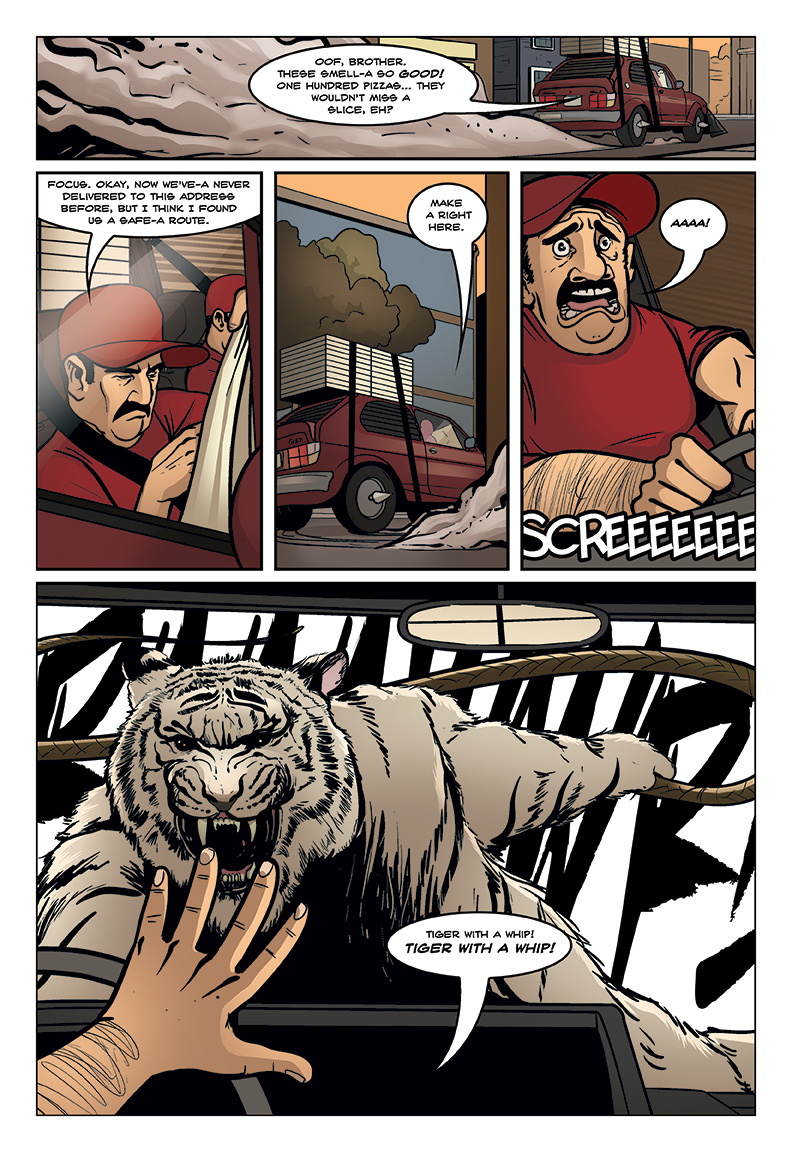 OOF, BROTHER.
THESE SMELL-A SO GOOD!
ONE HUNDRED PIZZAS... THEY
WOULDN'T MISS A
SLICE, EH?
FOCUS. OKAY, NOW WE'VE-A NEVER
DELIVERED TO THIS ADDRESS
BEFORE, BUT I THINK I FOUND
US A SAFE-A ROUTE.
MAKE
A RIGHT
HERE.
AAAA!
SCREEEEEEE
TIGER WITH A WHIP!
TIGER WITH A WHIP!